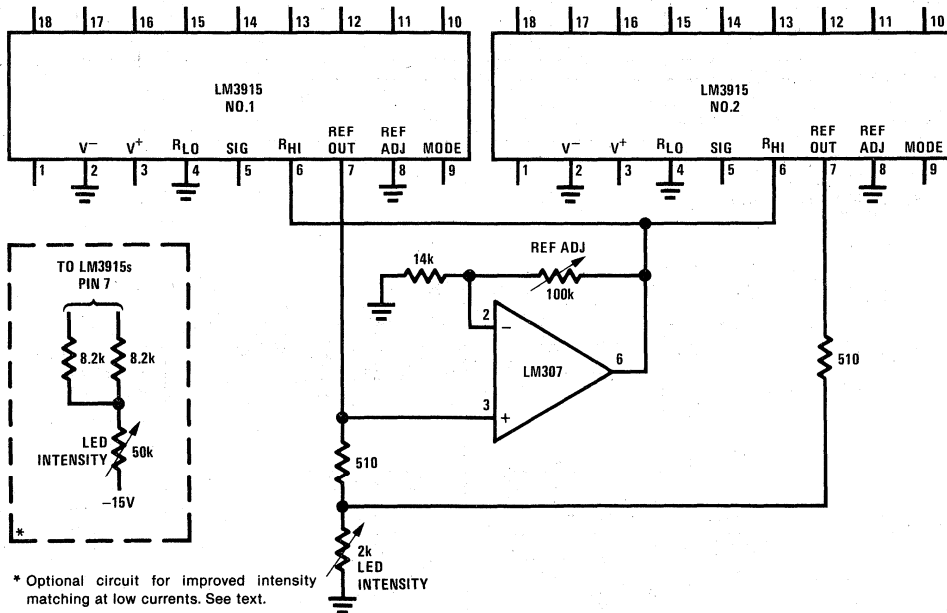 18 17 16 15 14 13 12 11 10
18 17 16 15 14 13 12 11 10
LM3915
NO.1
LM3915
NO.2
V− V+ RLO SIG RHI REF OUT REF ADJ MODE
V− V+ RLO SIG RHI REF OUT REF ADJ MODE
1 2 3 4 5 6 7 8 9
1 2 3 4 5 6 7 8 9
TO LM3915s
PIN 7
8.2k
8.2k
LED
INTENSITY
50k
−15V
*
14k
REF ADJ
100k
2
−
LM307
6
3
+
510
510
2k
LED
INTENSITY
* Optional circuit for improved intensity
matching at low currents. See text.